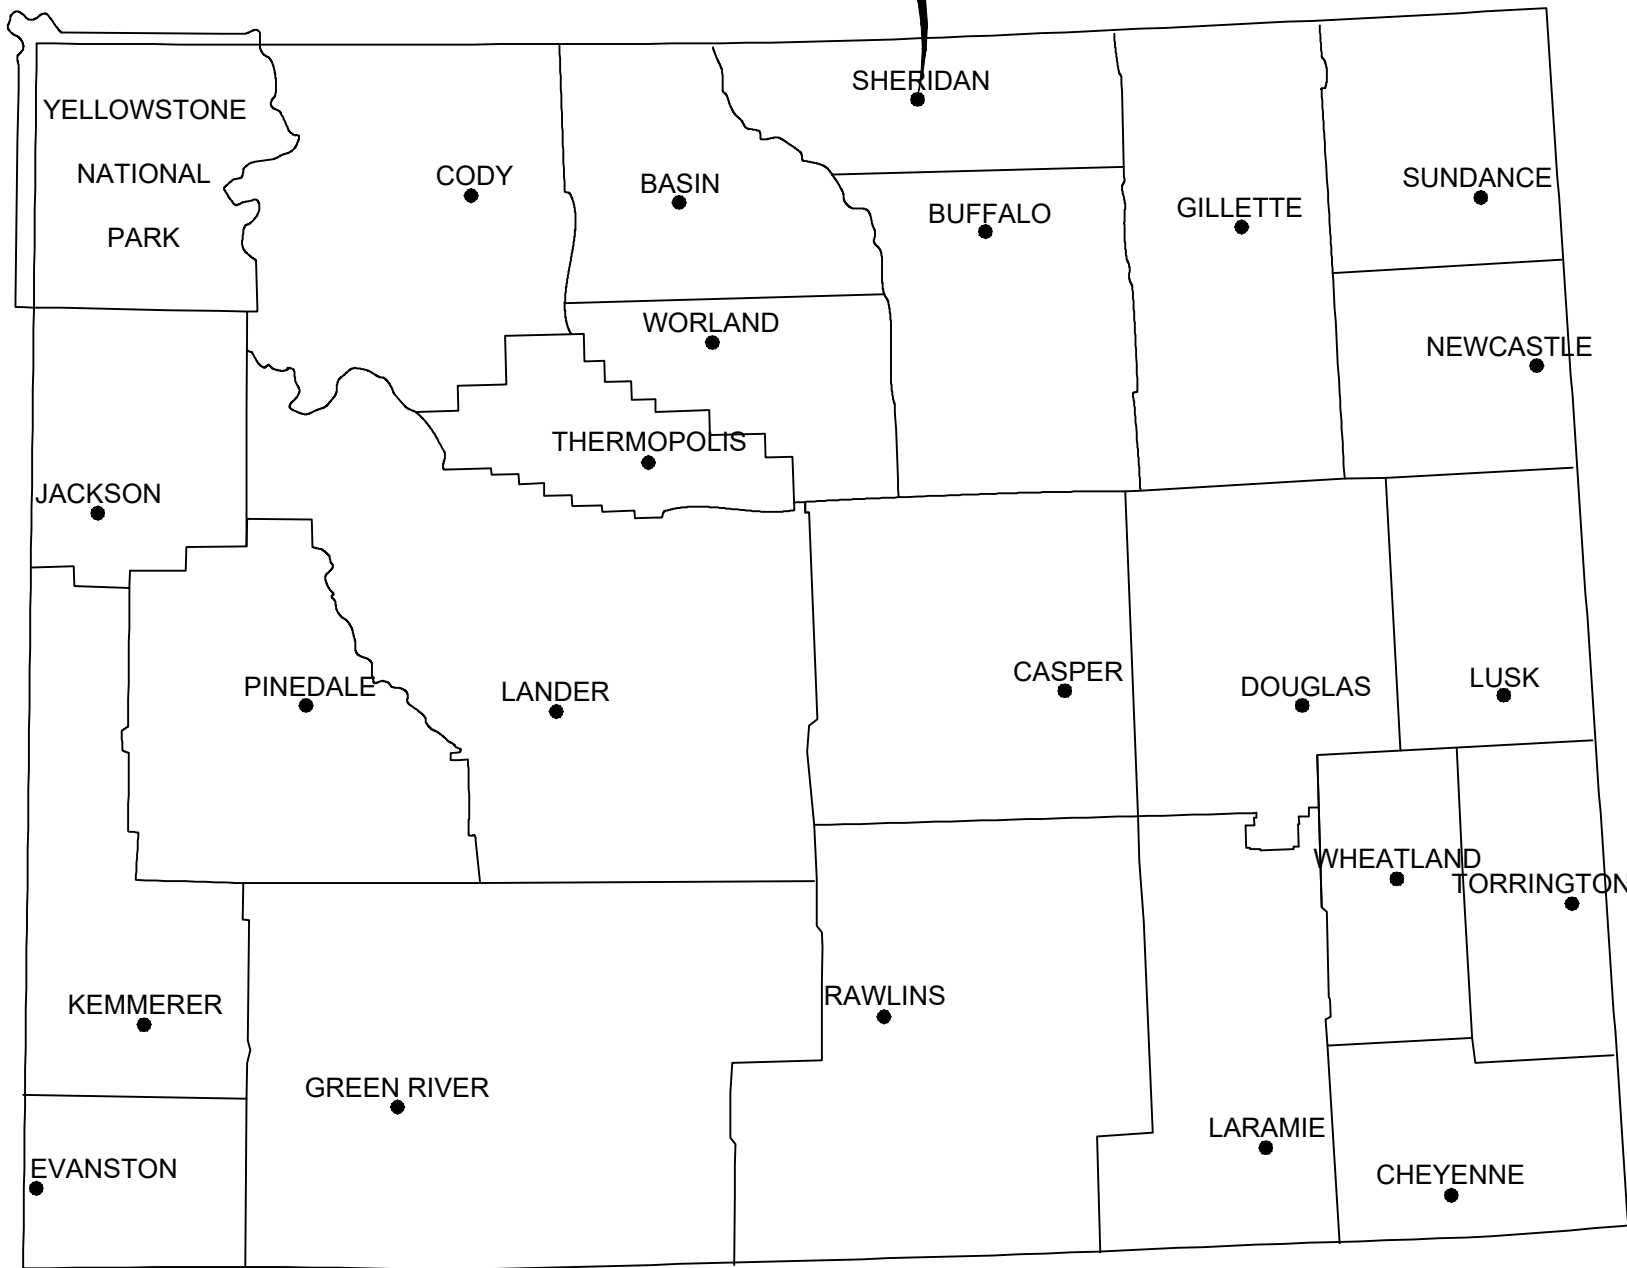 SHERIDAN
YELLOWSTONE
NATIONAL
PARK
CODY
BASIN
SUNDANCE
BUFFALO
GILLETTE
WORLAND
NEWCASTLE
THERMOPOLIS
JACKSON
PINEDALE
LANDER
CASPER
DOUGLAS
LUSK
WHEATLAND
TORRINGTON
KEMMERER
RAWLINS
GREEN RIVER
LARAMIE
EVANSTON
CHEYENNE